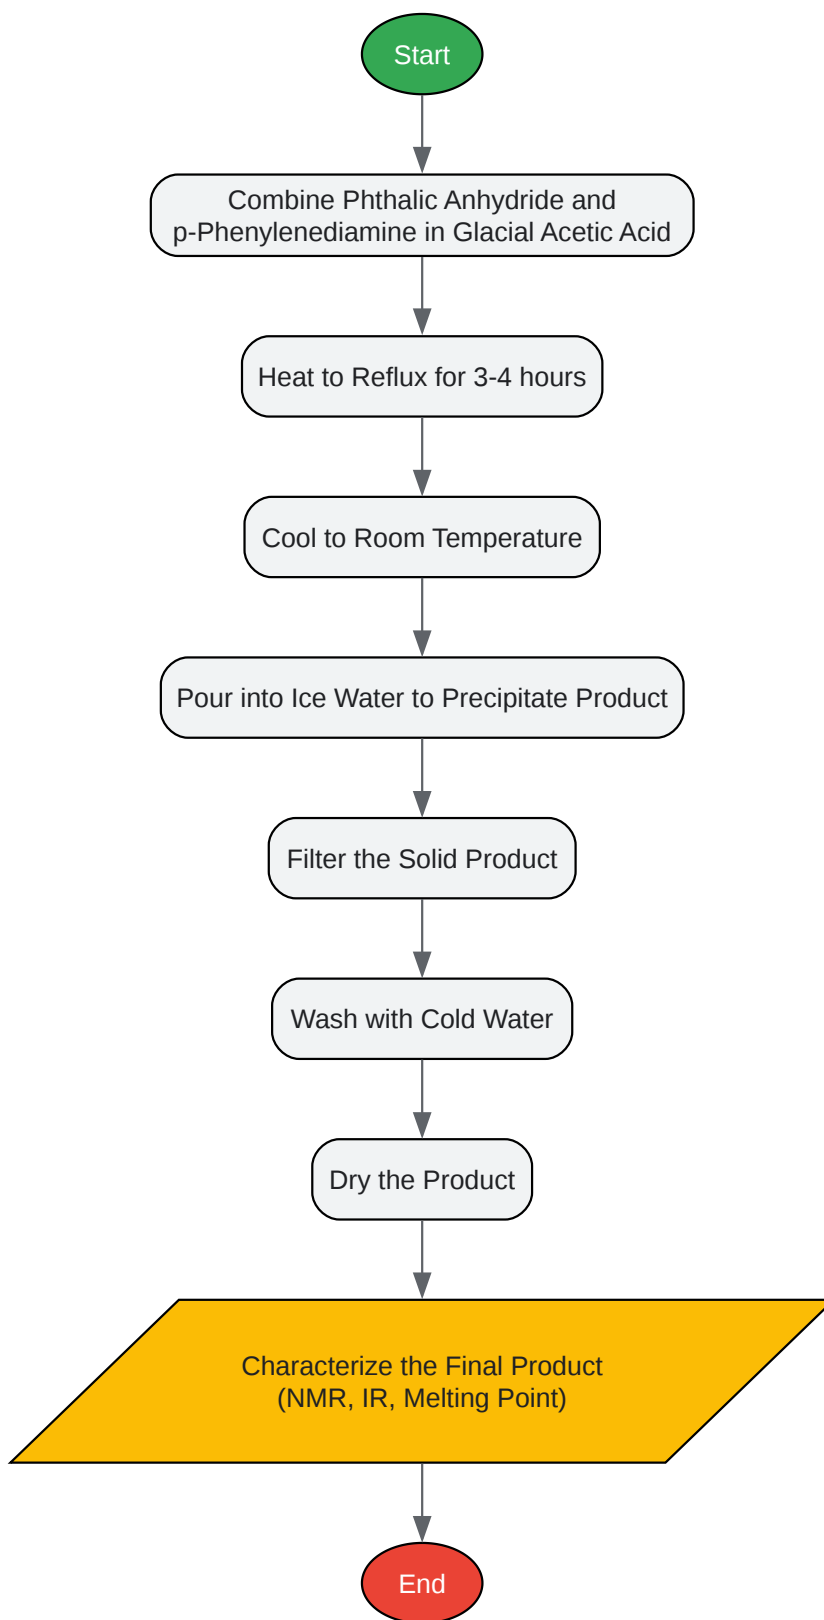 Start
Combine Phthalic Anhydride and
p-Phenylenediamine in Glacial Acetic Acid
Heat to Reflux for 3-4 hours
Cool to Room Temperature
Pour into Ice Water to Precipitate Product
Filter the Solid Product
Wash with Cold Water
Dry the Product
Characterize the Final Product
(NMR, IR, Melting Point)
End